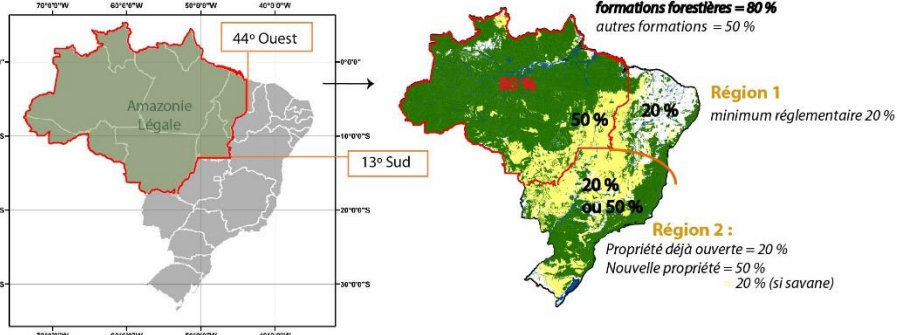 70°0'0"W 60°0'0"W 50°0'0"W 40°0'0"W
44º Ouest
0°0'0"
Amazonie
Légale
10°0'0"S
13º Sud
20°0'0"S
30°0'0"S
formations forestières = 80 %
autres formations = 50 %
80 %
50 %
20 %
Région 1
minimum réglementaire 20 %
20 %
ou 50 %
Région 2 :
Propriété déjà ouverte = 20 %
Nouvelle propriété = 50 %
= 20 % (si savane)